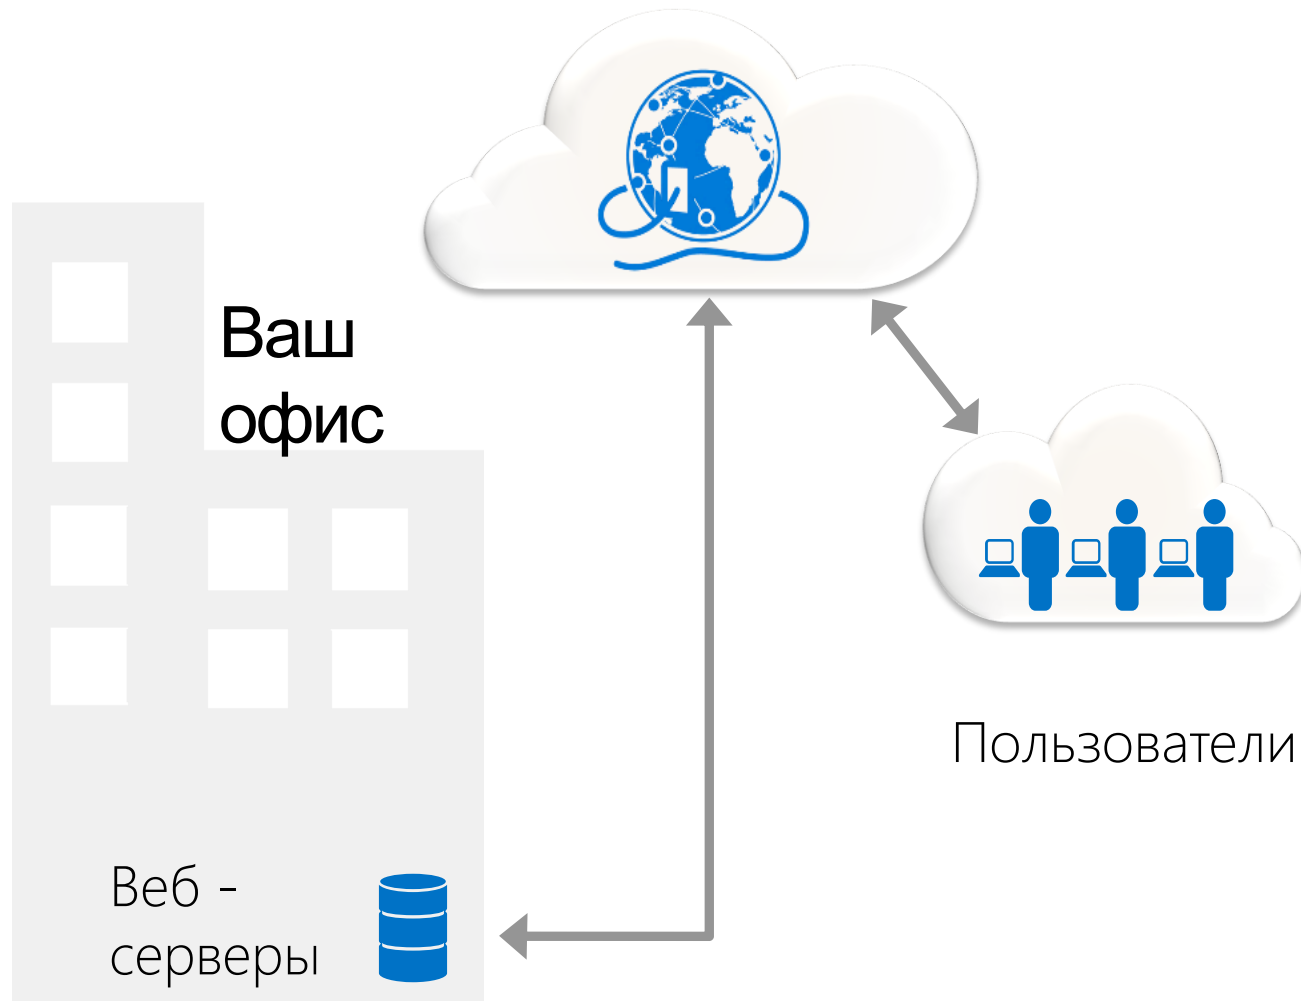 Ваш
офис
Пользователи
Веб -
серверы